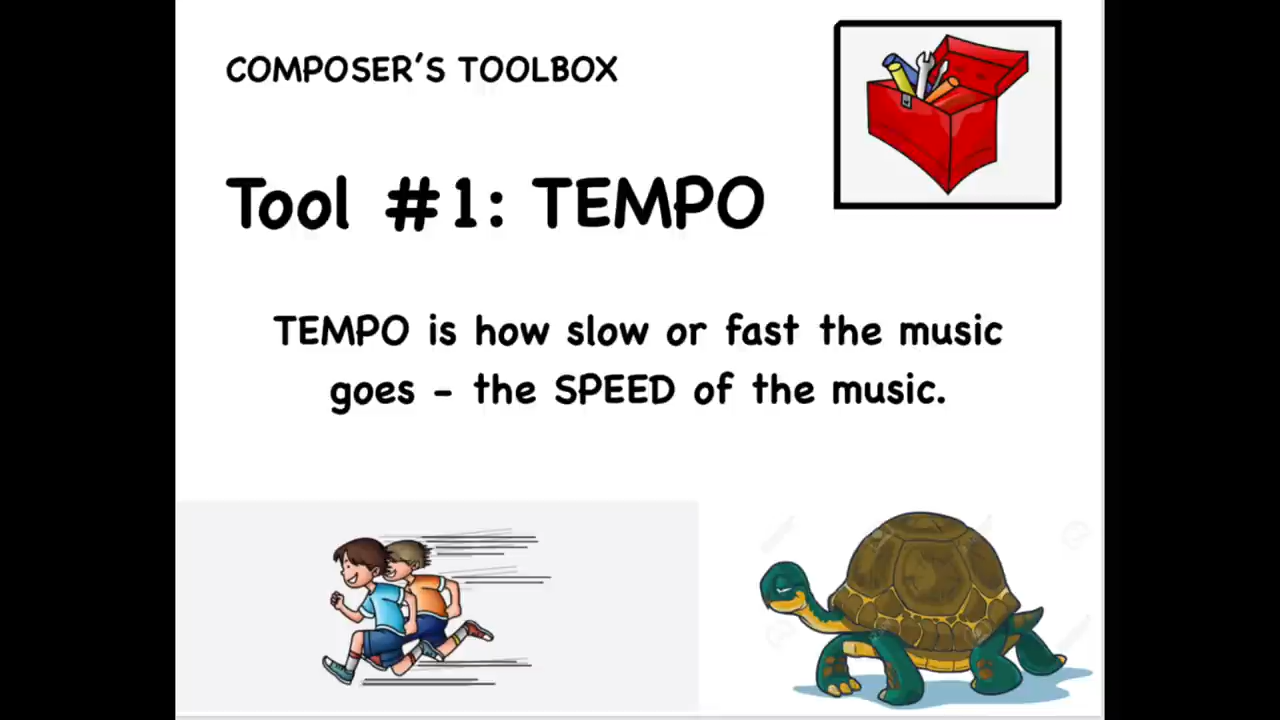 COMPOSER'S TOOLBOX
Tool #1: TEMPO
TEMPO is how slow or fast the music
goes - the SPEED of the music.